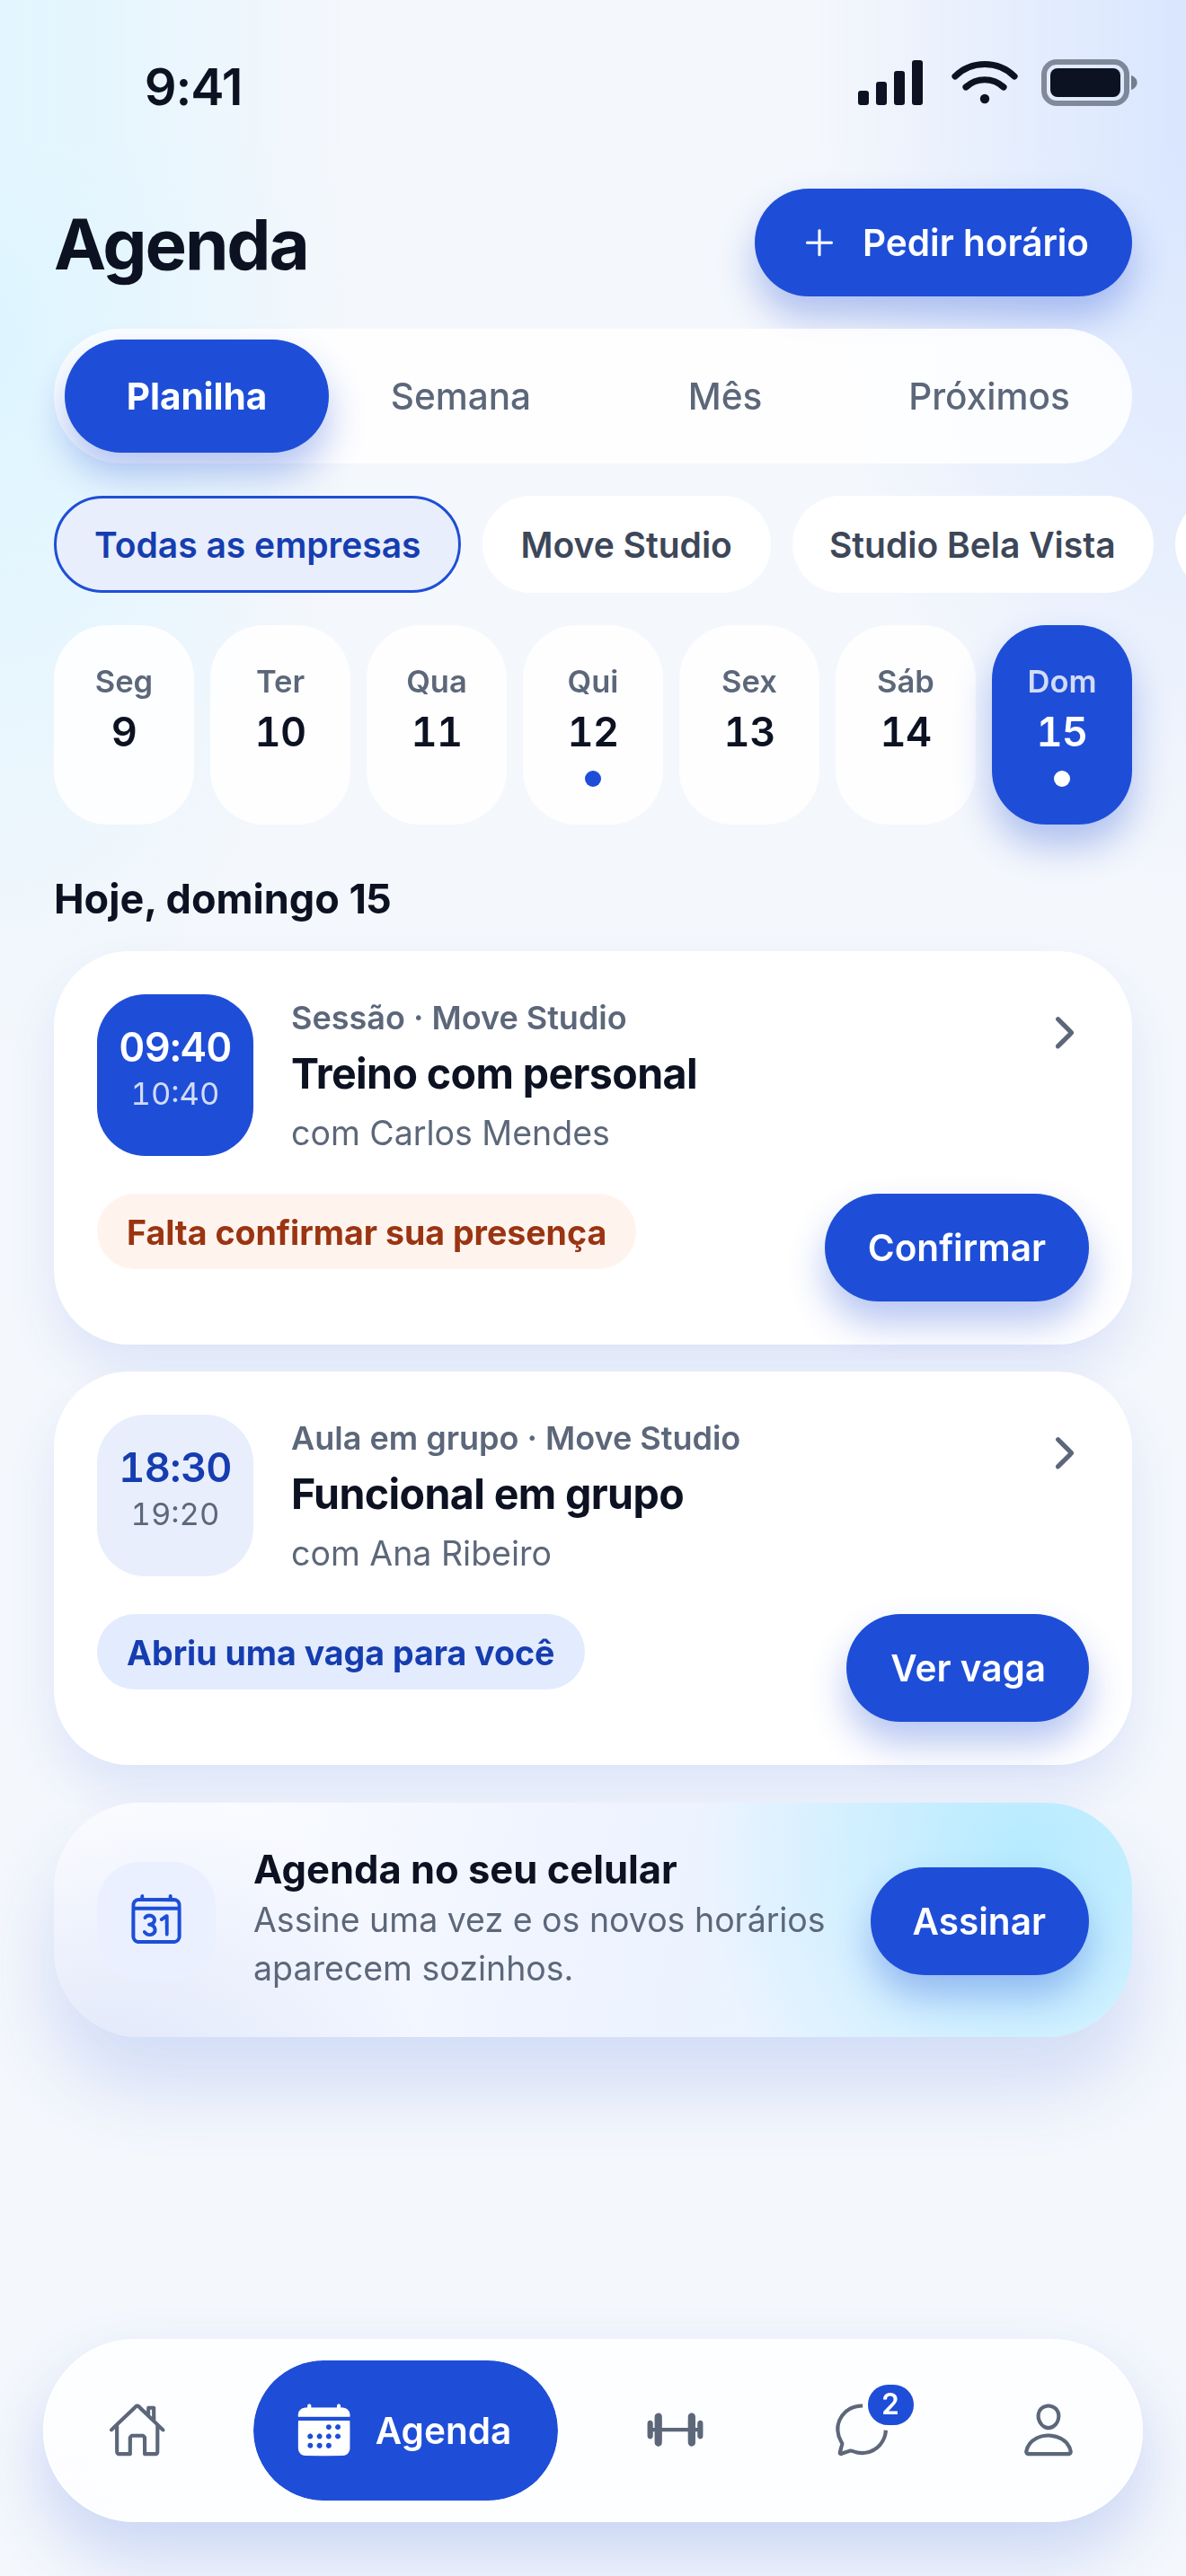 9:41
Agenda
Pedir horário
Planilha Semana Mês Próximos
Todas as empresas Move Studio Studio Bela Vista
Seg Ter Qua Qui Sex Sáb Dom
9 10 11 12 13 14 15
Hoje, domingo 15
09:40
10:40
Sessão · Move Studio
Treino com personal
com Carlos Mendes
Falta confirmar sua presença
Confirmar
18:30
19:20
Aula em grupo · Move Studio
Funcional em grupo
com Ana Ribeiro
Abriu uma vaga para você
Ver vaga
31
Agenda no seu celular
Assine uma vez e os novos horários
aparecem sozinhos.
Assinar
Agenda
2